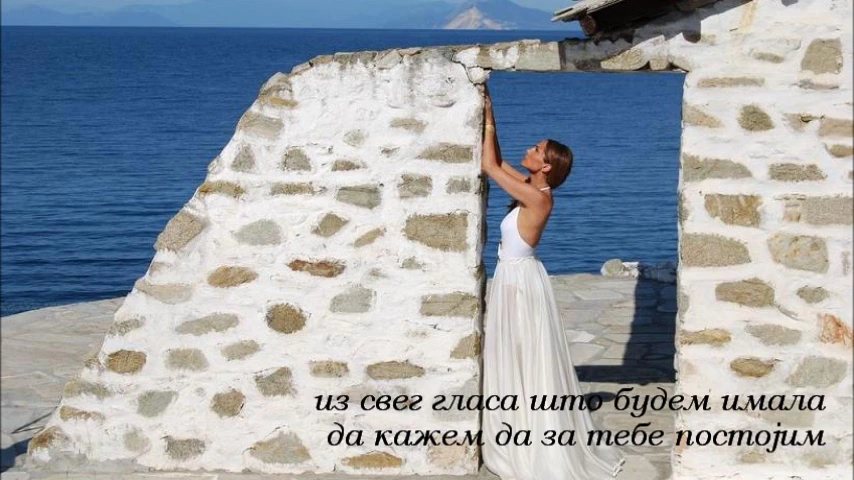 из свег гласа што будем имала
да кажем да за тебе постојим